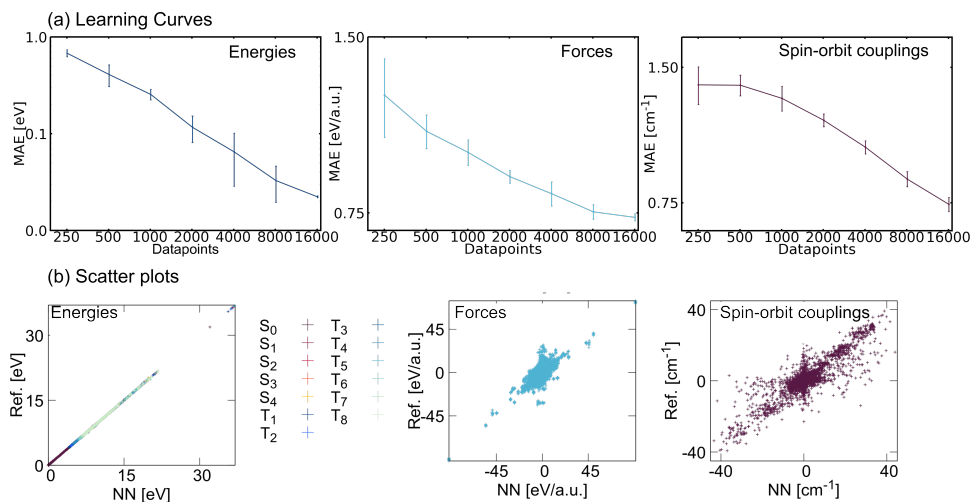 (a) Learning Curves
Energies
MAE [eV]
1.0
0.1
0.0
250 500 1000 2000 4000 8000 16000
Datapoints
Forces
MAE [eV/a.u.]
1.50
0.75
250 500 1000 2000 4000 8000 16000
Datapoints
Spin-orbit couplings
MAE [cm⁻¹]
1.50
0.75
250 500 1000 2000 4000 8000 16000
Datapoints
(b) Scatter plots
Energies
Ref. [eV]
30
15
0
0 15 30
NN [eV]
S₀ T₃
S₁ T₄
S₂ T₅
S₃ T₆
S₄ T₇
T₁ T₈
T₂
Forces
Ref. [eV/a.u.]
45
0
-45
-45 0 45
NN [eV/a.u.]
Spin-orbit couplings
Ref. [cm⁻¹]
40
0
-40
-40 0 40
NN [cm⁻¹]